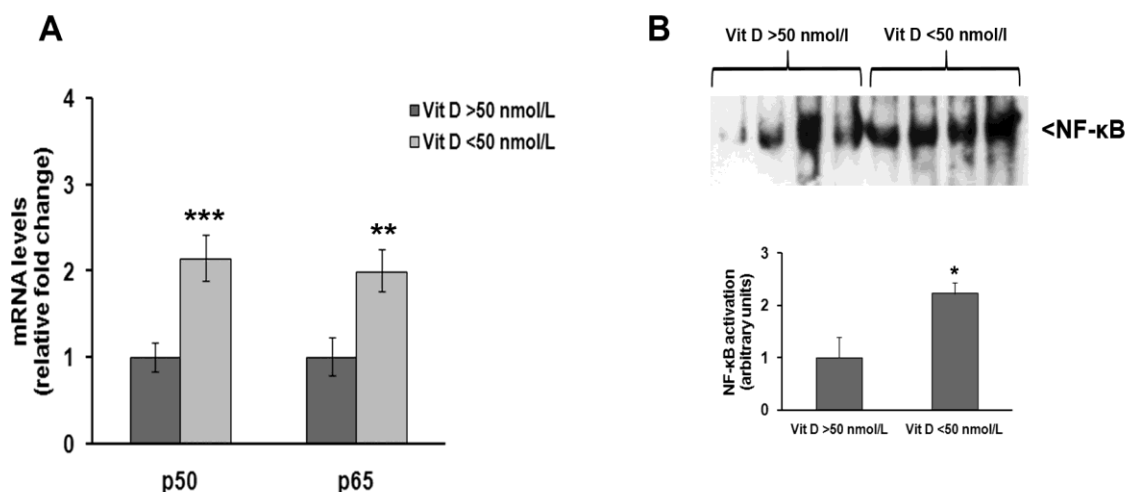 A
mRNA levels
(relative fold change)
4
3
2
1
0
Vit D >50 nmol/L
Vit D <50 nmol/L
***
**
p50
p65
B
Vit D >50 nmol/l
Vit D <50 nmol/l
<NF-κB
NF-κB activation
(arbitrary units)
3
2
1
0
*
Vit D >50 nmol/L
Vit D <50 nmol/L